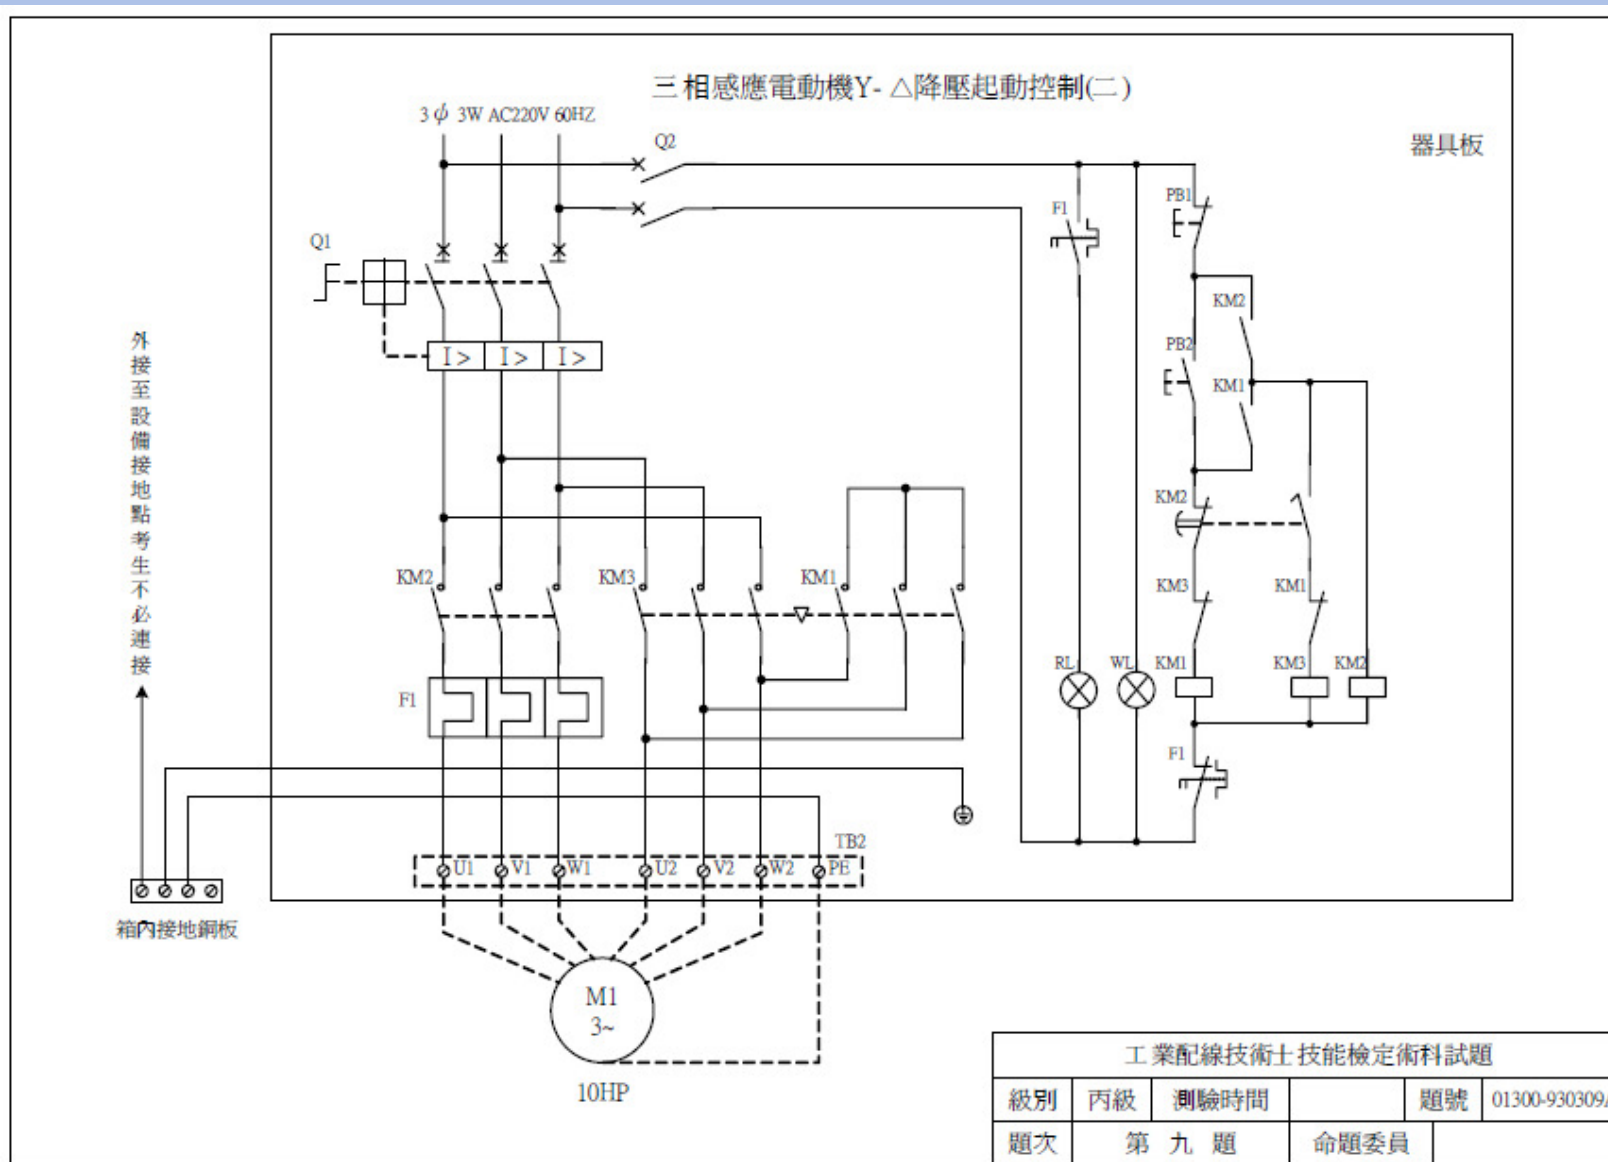 三相感應電動機Y-△降壓起動控制(二)
3φ 3W AC220V 60HZ
Q2
器具板
Q1
PB1
F1
KM2
PB2
KM1
I>
I>
I>
外接至設備接地點考生不必連接
KM2
KM2
KM3
KM1
KM3
KM1
RL
WL
KM1
KM3
KM2
F1
F1
TB2
U1
V1
W1
U2
V2
W2
PE
箱內接地銅板
M1
3~
10HP
工業配線技術士技能檢定術科試題
級別 丙級 測驗時間 題號 01300-930309A
題次 第九題 命題委員